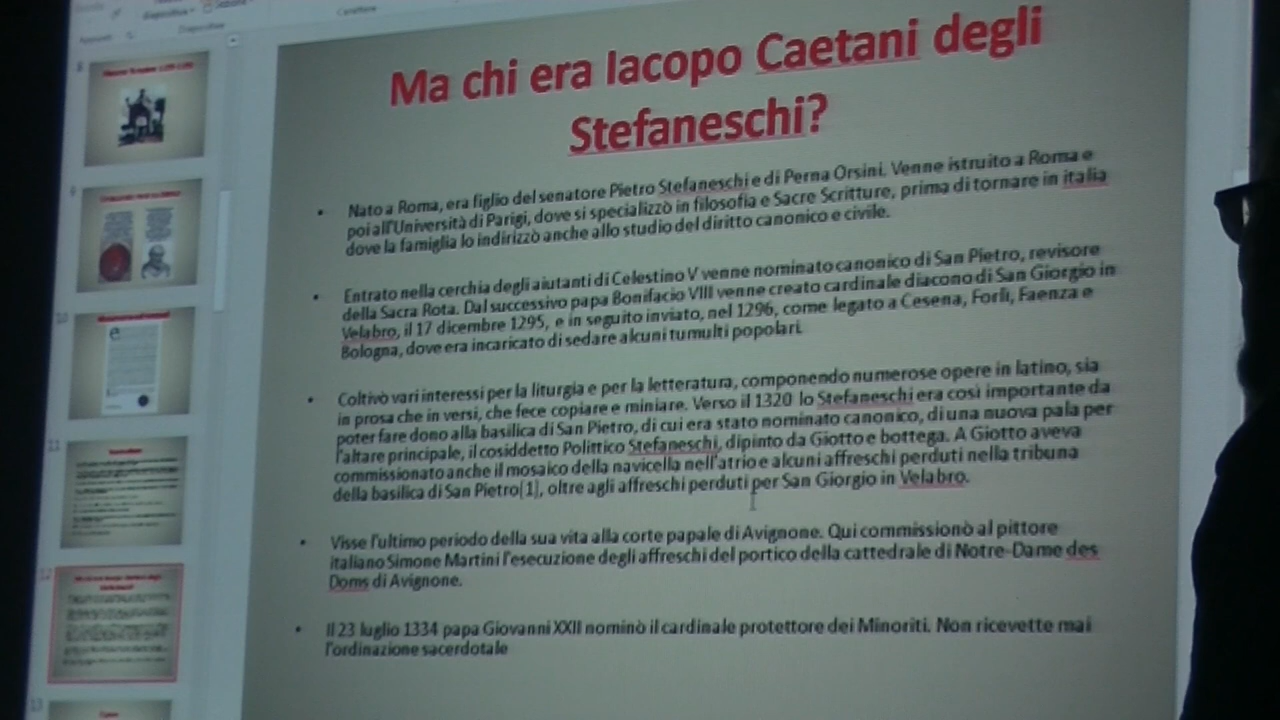 Carattere
Diapositive
Ma chi era Iacopo Caetani degli
Stefaneschi?
• Nato a Roma, era figlio del senatore Pietro Stefaneschi e di Perna Orsini. Venne istruito a Roma e
poi all'Università di Parigi, dove si specializzò in filosofia e Sacre Scritture, prima di tornare in italia
dove la famiglia lo indirizzò anche allo studio del diritto canonico e civile.
• Entrato nella cerchia degli aiutanti di Celestino V venne nominato canonico di San Pietro, revisore
della Sacra Rota. Dal successivo papa Bonifacio VIII venne creato cardinale diacono di San Giorgio in
Velabro, il 17 dicembre 1295, e in seguito inviato, nel 1296, come legato a Cesena, Forlì, Faenza e
Bologna, dove era incaricato di sedare alcuni tumulti popolari.
• Coltivò vari interessi per la liturgia e per la letteratura, componendo numerose opere in latino, sia
in prosa che in versi, che fece copiare e miniare. Verso il 1320 lo Stefaneschi era così importante da
poter fare dono alla basilica di San Pietro, di cui era stato nominato canonico, di una nuova pala per
l'altare principale, il cosiddetto Polittico Stefaneschi, dipinto da Giotto e bottega. A Giotto aveva
commissionato anche il mosaico della navicella nell'atrio e alcuni affreschi perduti nella tribuna
della basilica di San Pietro[1], oltre agli affreschi perduti per San Giorgio in Velabro.
• Visse l'ultimo periodo della sua vita alla corte papale di Avignone. Qui commissionò al pittore
italiano Simone Martini l'esecuzione degli affreschi del portico della cattedrale di Notre-Dame des
Doms di Avignone.
• Il 23 luglio 1334 papa Giovanni XXII nominò il cardinale protettore dei Minoriti. Non ricevette mai
l'ordinazione sacerdotale
9
10
11
12
13